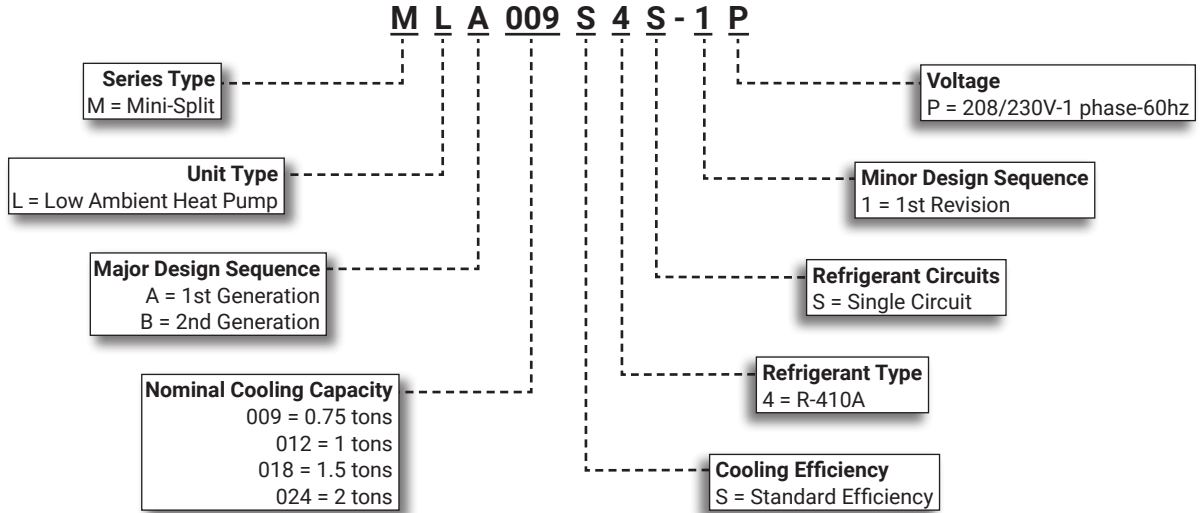 M L A 009 S 4 S - 1 P
Series Type
M = Mini-Split
Unit Type
L = Low Ambient Heat Pump
Major Design Sequence
A = 1st Generation
B = 2nd Generation
Nominal Cooling Capacity
009 = 0.75 tons
012 = 1 tons
018 = 1.5 tons
024 = 2 tons
Voltage
P = 208/230V-1 phase-60hz
Minor Design Sequence
1 = 1st Revision
Refrigerant Circuits
S = Single Circuit
Refrigerant Type
4 = R-410A
Cooling Efficiency
S = Standard Efficiency